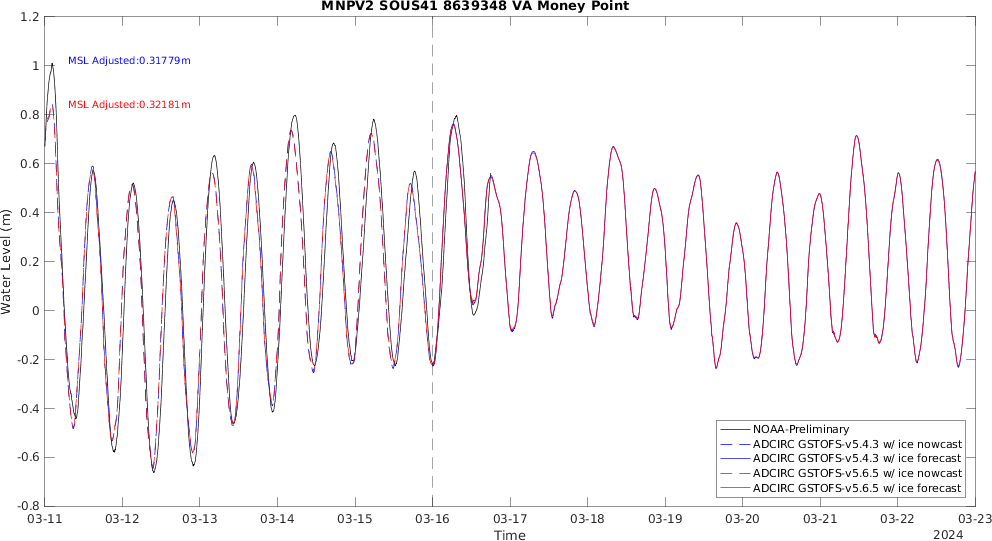 MNPV2 SOUS41 8639348 VA Money Point
1.2
1
0.8
0.6
0.4
0.2
0
-0.2
-0.4
-0.6
-0.8
Water Level (m)
MSL Adjusted:0.31779m
MSL Adjusted:0.32181m
NOAA-Preliminary
ADCIRC GSTOFS-v5.4.3 w/ ice nowcast
ADCIRC GSTOFS-v5.4.3 w/ ice forecast
ADCIRC GSTOFS-v5.6.5 w/ ice nowcast
ADCIRC GSTOFS-v5.6.5 w/ ice forecast
03-11 03-12 03-13 03-14 03-15 03-16 03-17 03-18 03-19 03-20 03-21 03-22 03-23
Time
2024